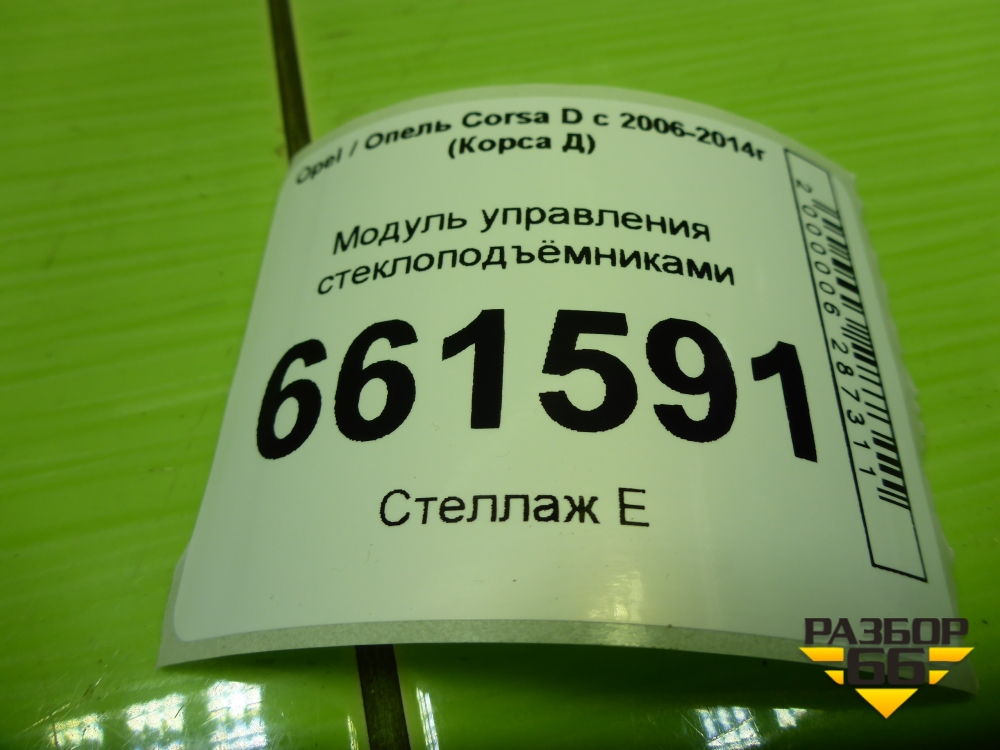 Opel / Опель Corsa D с 2006-2014г
(Корса Д)
Модуль управления
стеклоподъёмниками
661591
Стеллаж Е
2000006287311
РАЗБОР
66